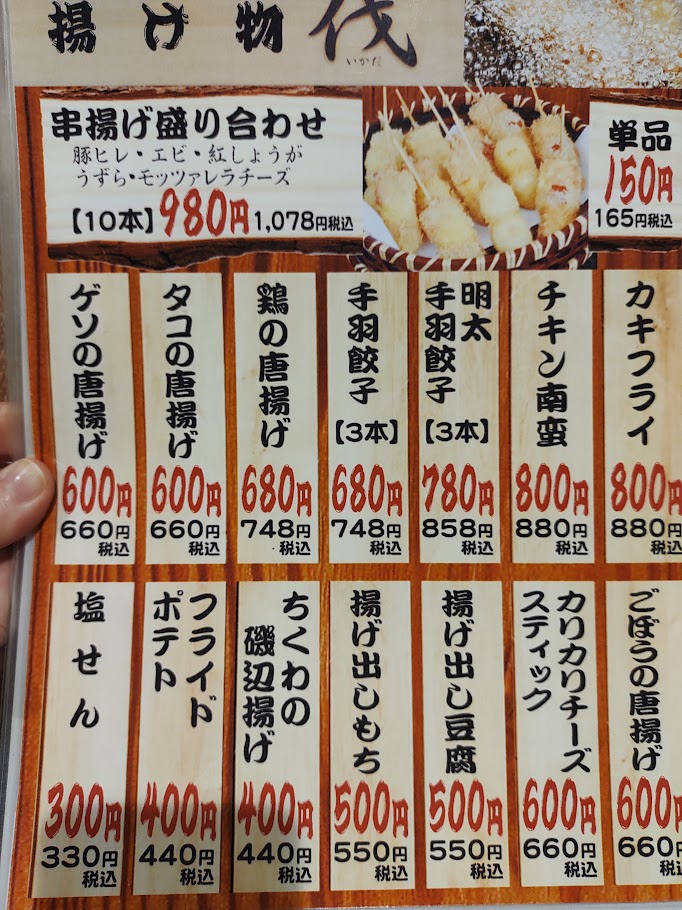 揚げ物
いかだ
串揚げ盛り合わせ
豚ヒレ・エビ・紅しょうが
うずら・モッツァレラチーズ
【10本】980円 1,078円税込
単品
150円
165円税込
ゲソの唐揚げ
600円
660円
税込
タコの唐揚げ
600円
660円
税込
鶏の唐揚げ
680円
748円
税込
手羽餃子
【3本】
680円
748円
税込
明太
手羽餃子
【3本】
780円
858円
税込
チキン南蛮
800円
880円
税込
カキフライ
800円
880円
税込
塩せん
300円
330円
税込
フライド
ポテト
400円
440円
税込
ちくわの
磯辺揚げ
400円
440円
税込
揚げ出しもち
500円
550円
税込
揚げ出し豆腐
500円
550円
税込
カリカリチーズ
スティック
600円
660円
税込
ごぼうの唐揚げ
600円
660円
税込